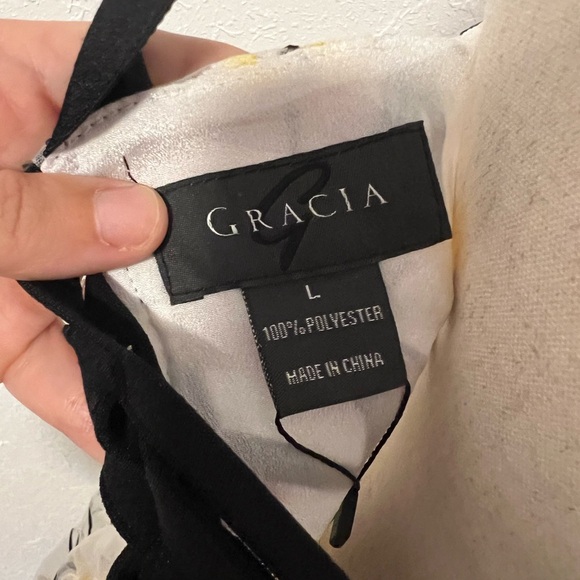 GRACIA
L
100% POLYESTER
MADE IN CHINA